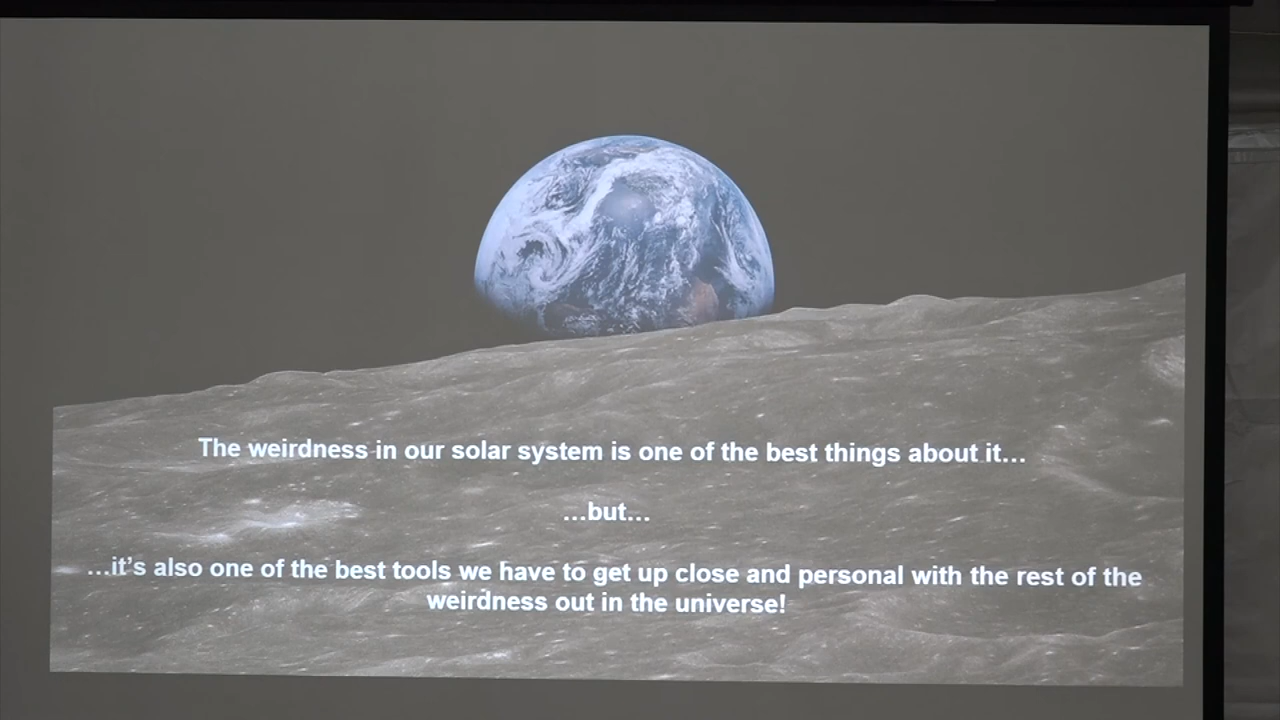 The weirdness in our solar system is one of the best things about it…
…but…
…it’s also one of the best tools we have to get up close and personal with the rest of the
weirdness out in the universe!